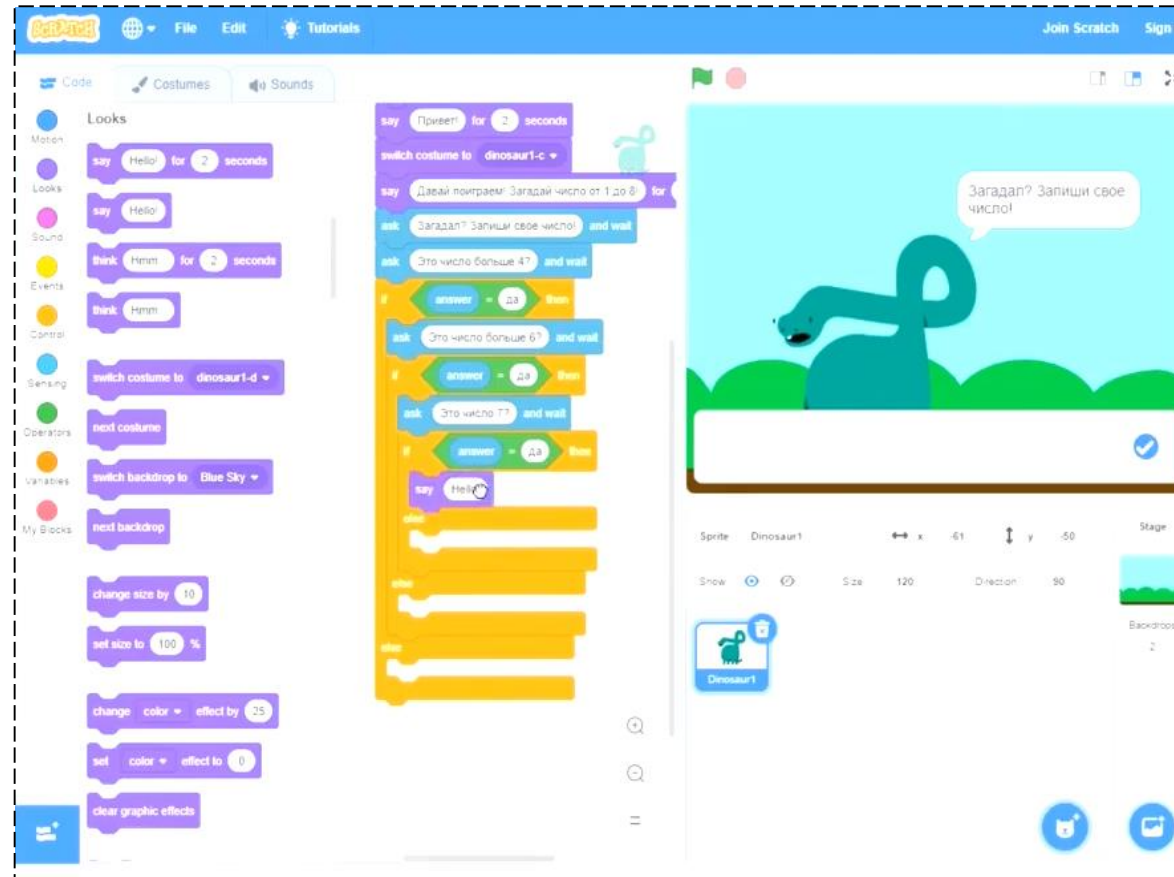 SCRATCH File Edit Tutorials Join Scratch Sign
Code Costumes Sounds
Motion
Looks
Sound
Events
Control
Sensing
Operators
Variables
My Blocks
Looks
say Hello! for 2 seconds
say Hello!
think Hmm... for 2 seconds
think Hmm...
switch costume to dinosaur1-d
next costume
switch backdrop to Blue Sky
next backdrop
change size by 10
set size to 100 %
change color effect by 25
set color effect to 0
clear graphic effects
say Привет! for 2 seconds
switch costume to dinosaur1-c
say Давай поиграем! Загадай число от 1 до 8! for
ask Загадал? Запиши свое число! and wait
ask Это число больше 4? and wait
if answer = да then
ask Это число больше 6? and wait
if answer = да then
ask Это число 7? and wait
if answer = да then
say Hello!
else
else
else
Загадал? Запиши свое
число!
Sprite Dinosaur1 x -61 y -50
Show Size 120 Direction 90
Dinosaur1
Stage
Backdrops
2